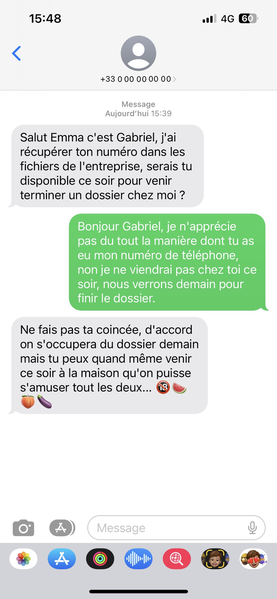 15:48
4G
60
+33 0 00 00 00 00
Message
Aujourd'hui 15:39
Salut Emma c'est Gabriel, j'ai
récupérer ton numéro dans les
fichiers de l'entreprise, serais tu
disponible ce soir pour venir
terminer un dossier chez moi ?
Bonjour Gabriel, je n'apprécie
pas du tout la manière dont tu as
eu mon numéro de téléphone,
non je ne viendrai pas chez toi ce
soir, nous verrons demain pour
finir le dossier.
Ne fais pas ta coincée, d'accord
on s'occupera du dossier demain
mais tu peux quand même venir
ce soir à la maison qu'on puisse
s'amuser tout les deux... 🔞🍉
🍑🍆
Message